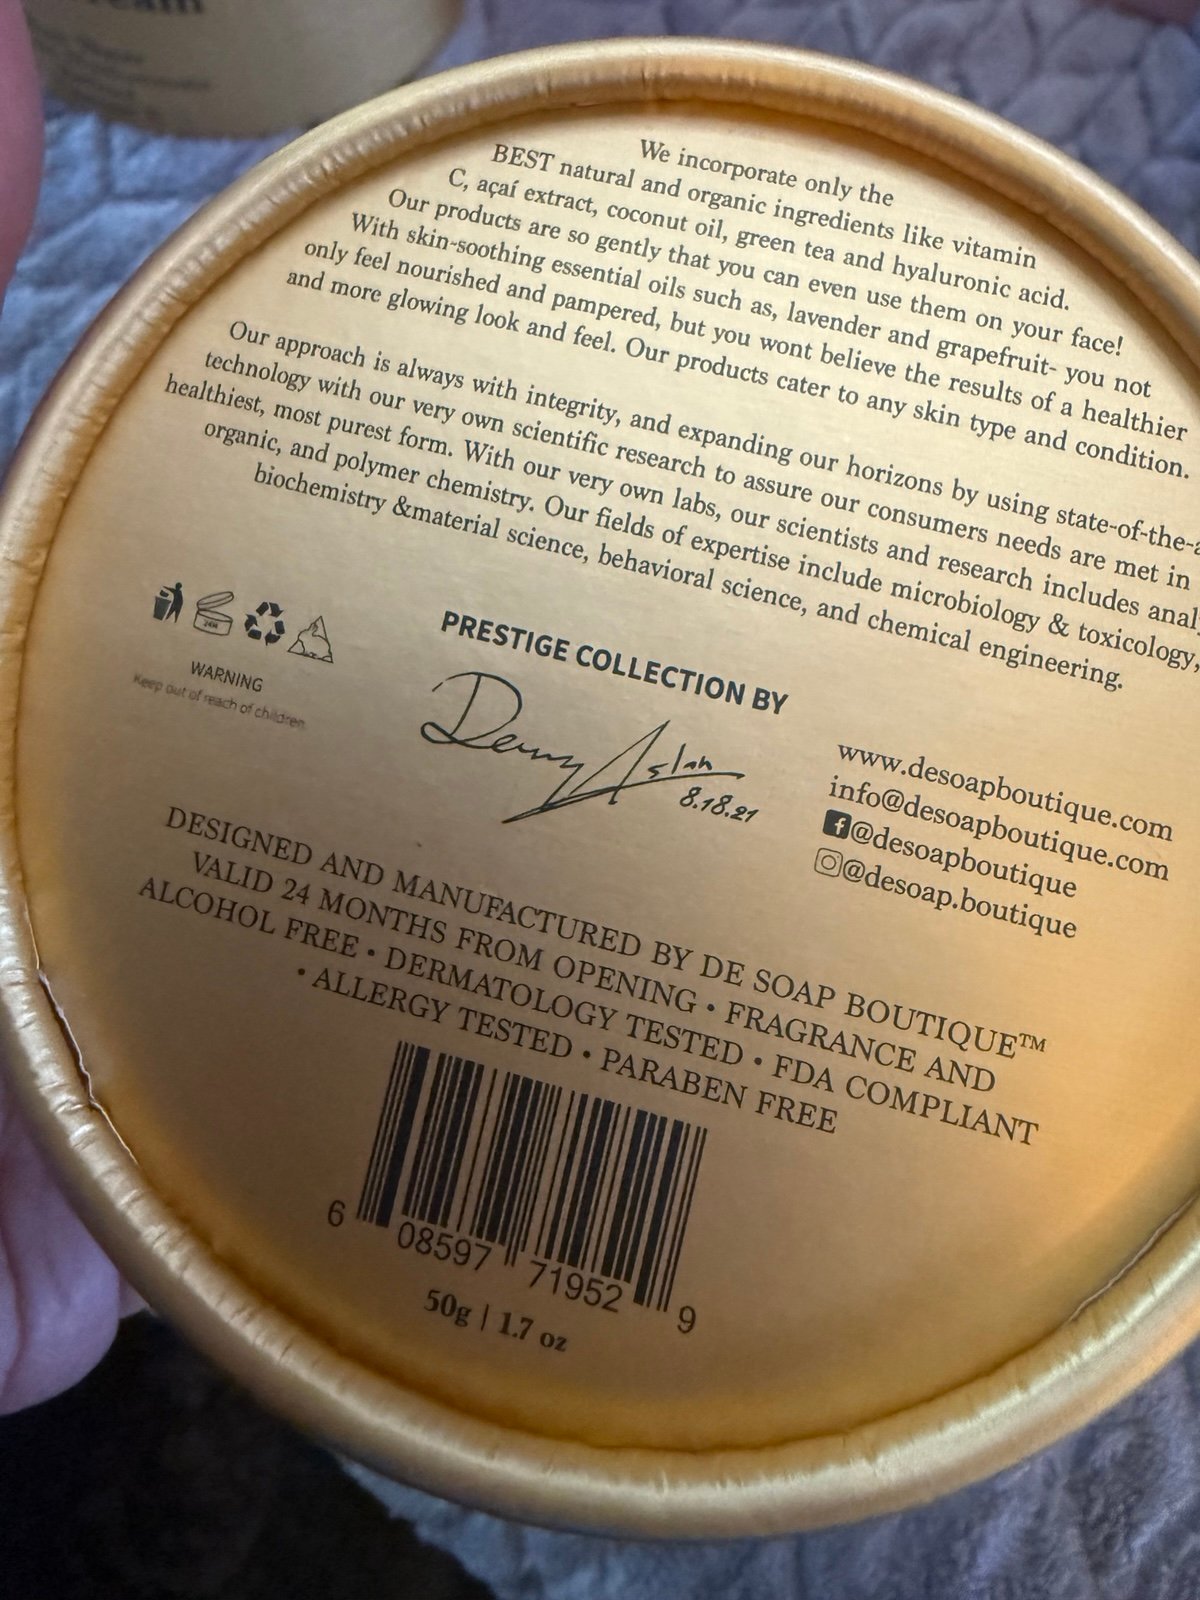 We incorporate only the
BEST natural and organic ingredients like vitamin
C, açaí extract, coconut oil, green tea and hyaluronic acid.
Our products are so gently that you can even use them on your face!
With skin-soothing essential oils such as, lavender and grapefruit- you not
only feel nourished and pampered, but you wont believe the results of a healthier
and more glowing look and feel. Our products cater to any skin type and condition.
Our approach is always with integrity, and expanding our horizons by using state-of-the-a
technology with our very own scientific research to assure our consumers needs are met in
healthiest, most purest form. With our very own labs, our scientists and research includes anal
organic, and polymer chemistry. Our fields of expertise include microbiology & toxicology,
biochemistry &material science, behavioral science, and chemical engineering.
24M
WARNING
Keep out of reach of children
PRESTIGE COLLECTION BY
Denny Aslan
8.18.21
www.desoapboutique.com
info@desoapboutique.com
@desoapboutique
@desoap.boutique
DESIGNED AND MANUFACTURED BY DE SOAP BOUTIQUE™
VALID 24 MONTHS FROM OPENING • FRAGRANCE AND
ALCOHOL FREE • DERMATOLOGY TESTED • FDA COMPLIANT
• ALLERGY TESTED • PARABEN FREE
6 08597 71952 9
50g | 1.7 oz